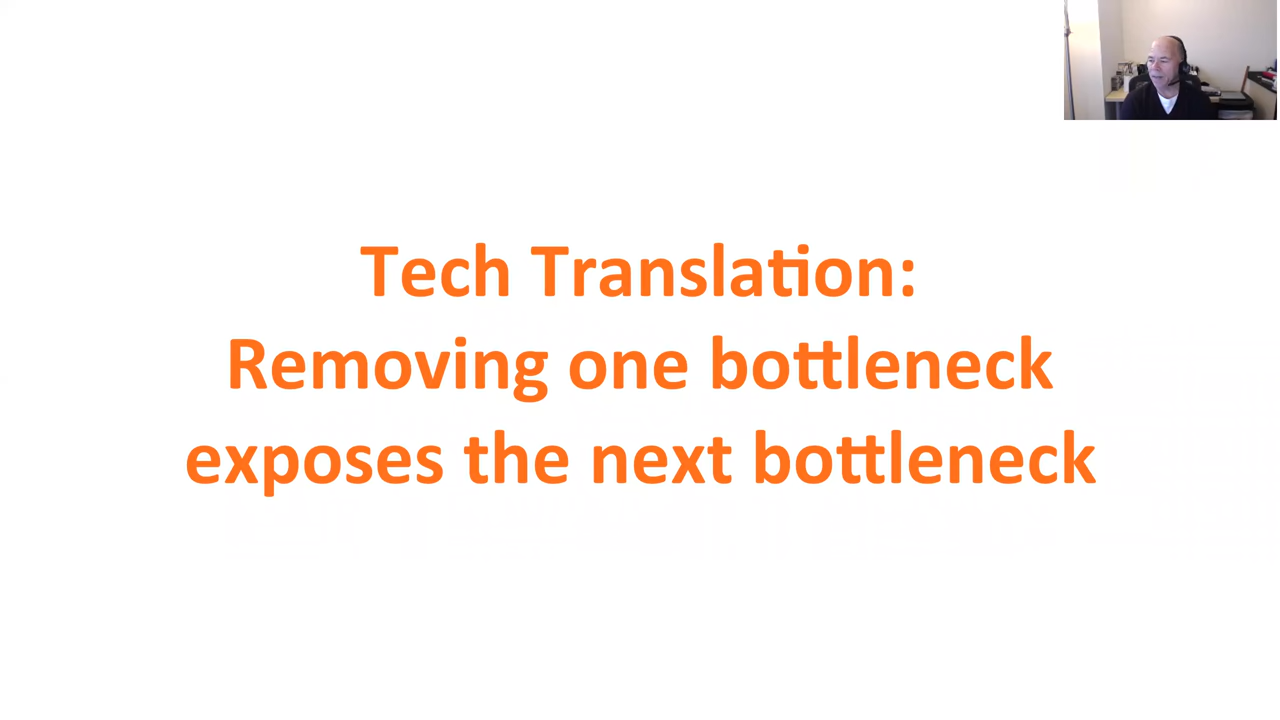 Tech Translation:
Removing one bottleneck
exposes the next bottleneck